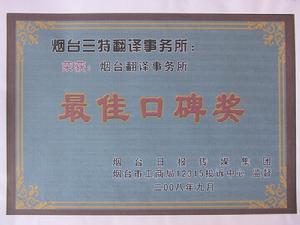 烟台三特翻译事务所：
荣获：烟台翻译事务所
最佳口碑奖
烟台日报传媒集团
烟台市工商局12315投诉中心 监督
二00八年九月